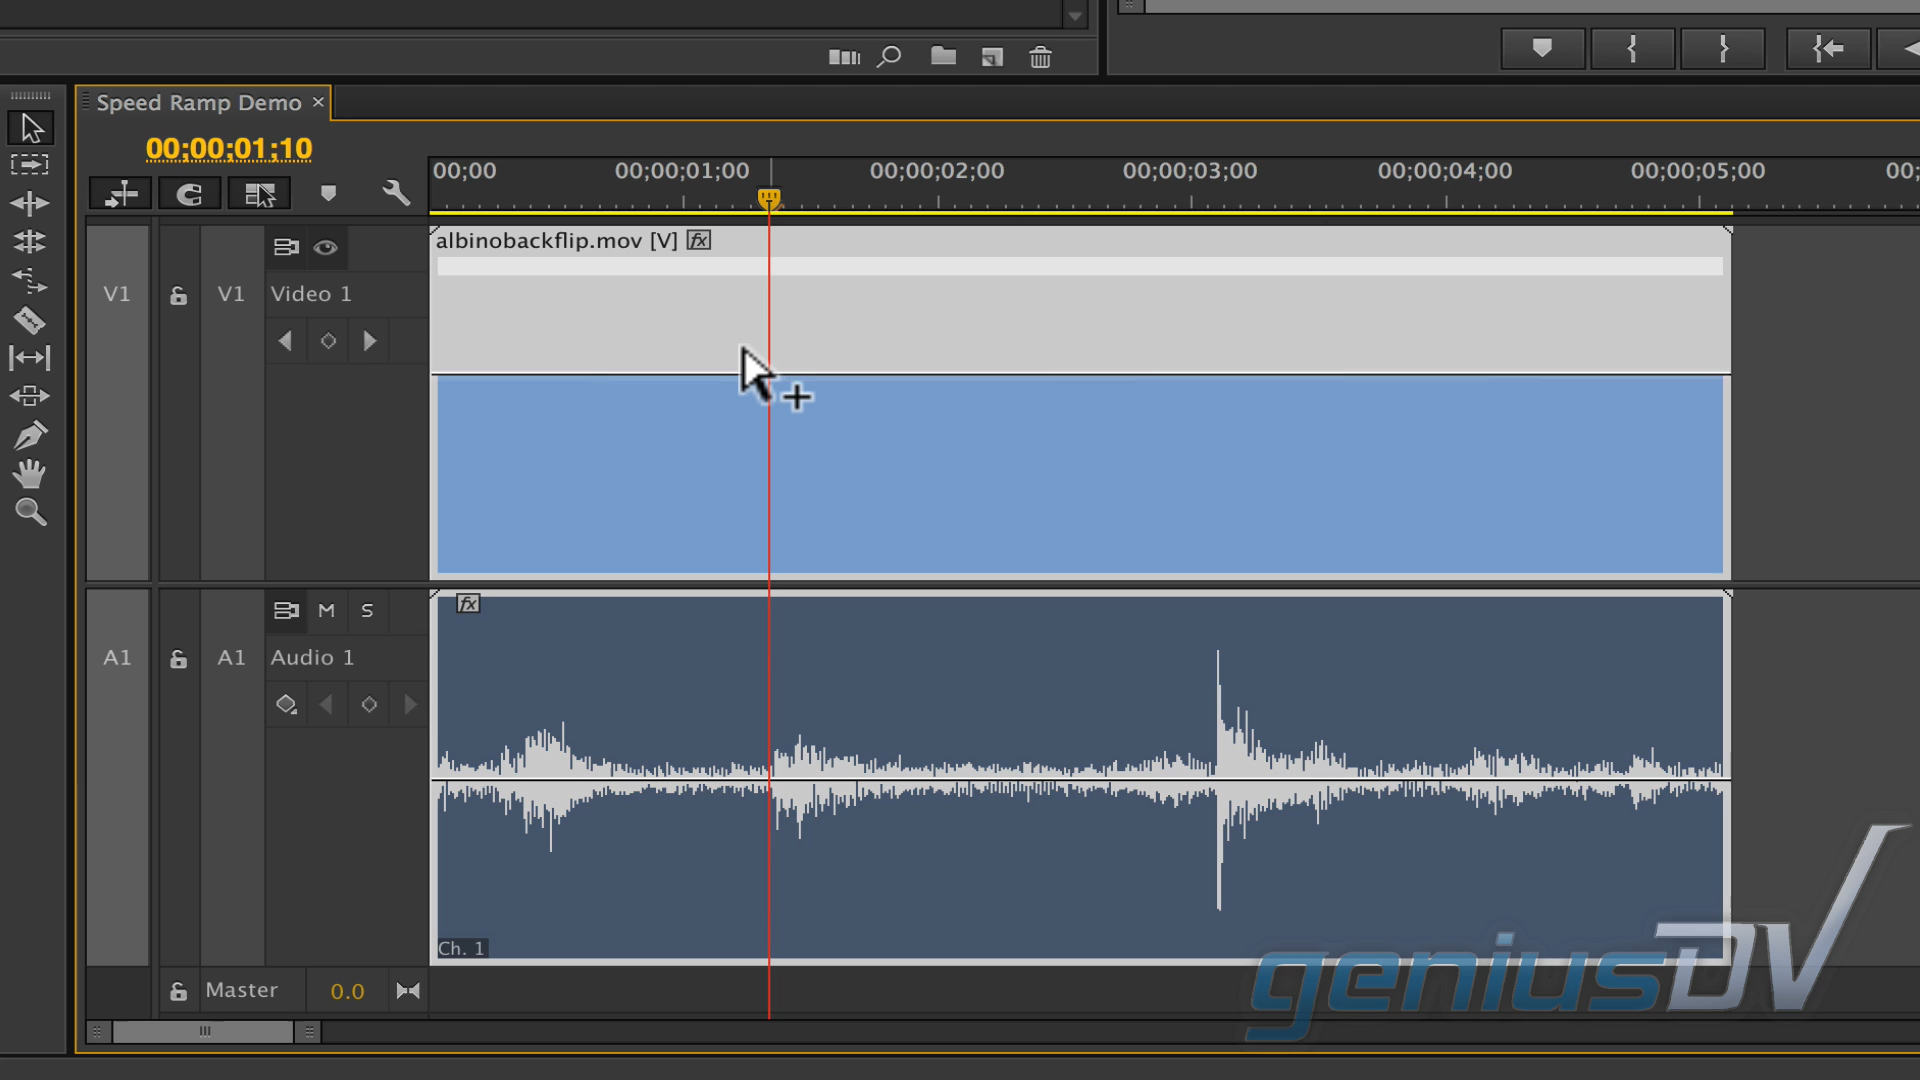 Speed Ramp Demo ×
00;00;01;10
00;00 00;00;01;00 00;00;02;00 00;00;03;00 00;00;04;00 00;00;05;00 00;
albinobackflip.mov [V] fx
V1 V1 Video 1
fx
M S
A1 A1 Audio 1
Ch. 1
Master 0.0
geniusDV